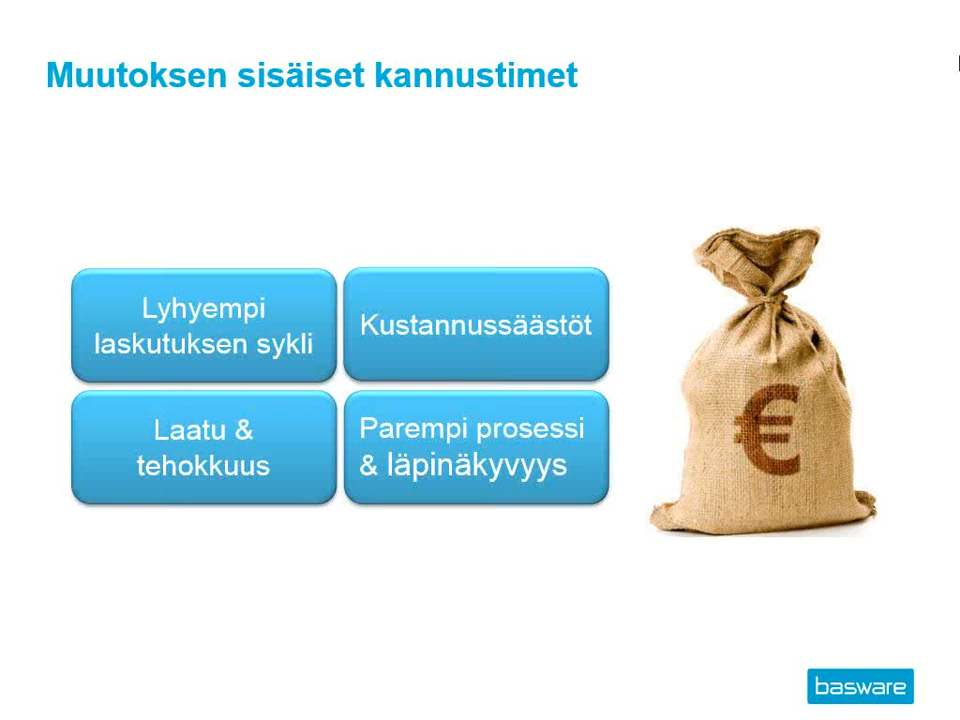 Muutoksen sisäiset kannustimet
Lyhyempi
laskutuksen sykli
Kustannussäästöt
Laatu &
tehokkuus
Parempi prosessi
& läpinäkyvyys
€
basware